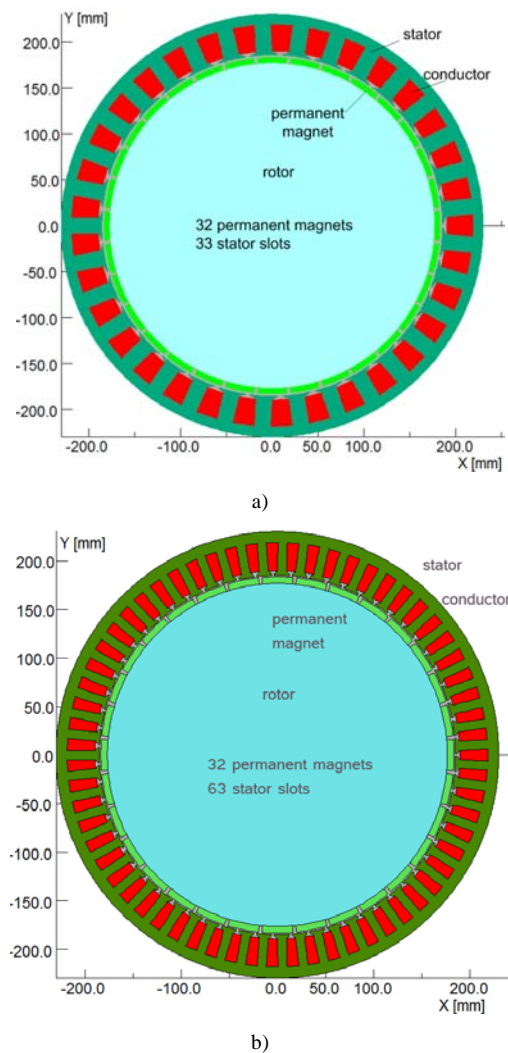 Y [mm]
200.0
stator
150.0
conductor
100.0
permanent
magnet
50.0
rotor
0.0
32 permanent magnets
33 stator slots
-50.0
-100.0
-150.0
-200.0
-200.0 -100.0 0.0 50.0 100.0 200.0
X [mm]
a)
Y [mm]
200.0
stator
150.0
conductor
permanent
magnet
100.0
50.0
rotor
0.0
32 permanent magnets
63 stator slots
-50.0
-100.0
-150.0
-200.0
-200.0 -100.0 0.0 50.0 100.0 200.0
X [mm]
b)